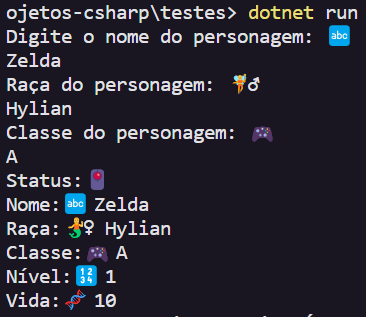 ojetos-csharp\testes> dotnet run
Digite o nome do personagem: 🔤
Zelda
Raça do personagem: 🧚‍♂
Hylian
Classe do personagem: 🎮
A
Status:
Nome:🔤 Zelda
Raça:🧜‍♀ Hylian
Classe:🎮 A
Nível:🔢 1
Vida:🧬 10